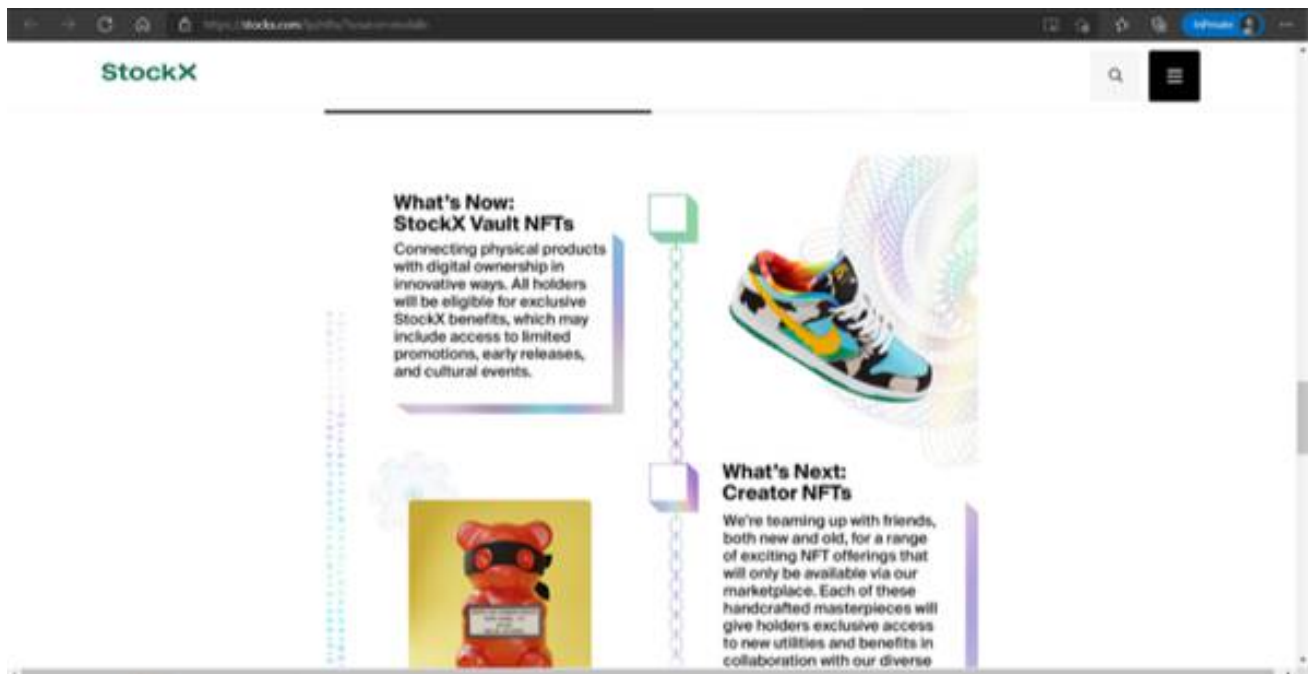 StockX
What's Now:
StockX Vault NFTs
Connecting physical products
with digital ownership in
innovative ways. All holders
will be eligible for exclusive
StockX benefits, which may
include access to limited
promotions, early releases,
and cultural events.
What's Next:
Creator NFTs
We're teaming up with friends,
both new and old, for a range
of exciting NFT offerings that
will only be available via our
marketplace. Each of these
handcrafted masterpieces will
give holders exclusive access
to new utilities and benefits in
collaboration with our diverse